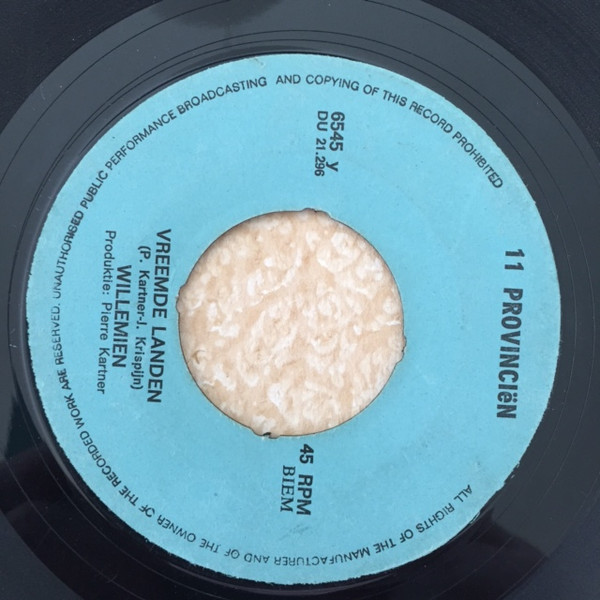 11 PROVINCIëN
6545 y
DU 21.296
45 RPM
BIEM
VREEMDE LANDEN
(P. Kartner-J. Krispijn)
WILLEMIEN
Produktie: Pierre Kartner
ALL RIGHTS OF THE MANUFACTURER AND OF THE OWNER OF THE RECORDED WORK ARE RESERVED. UNAUTHORISED PUBLIC PERFORMANCE BROADCASTING AND COPYING OF THIS RECORD PROHIBITED